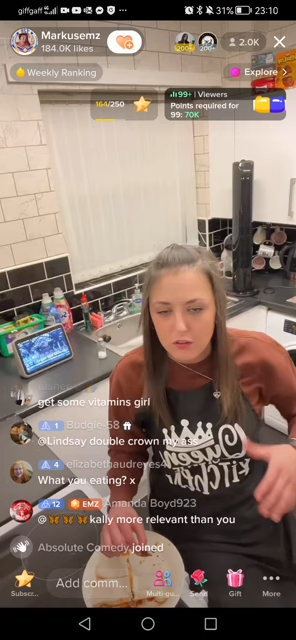 giffgaff 4G 31% 23:10
Markusemz
184.0K likes
200+ 200+ 2.0K
Weekly Ranking
Explore >
164/250
99+ | Viewers
Points required for
99: 70K
get some vitamins girl
1 Budgie-58
@Lindsay double crown my ass
4 elizabethaudreyes4
What you eating? x
12 EMZ Amanda Boyd923
@🦋🦋🦋kally more relevant than you
Absolute Comedy joined
Queen
kitchen
Add comm...
Subscr... Multi-gu... Send Gift More